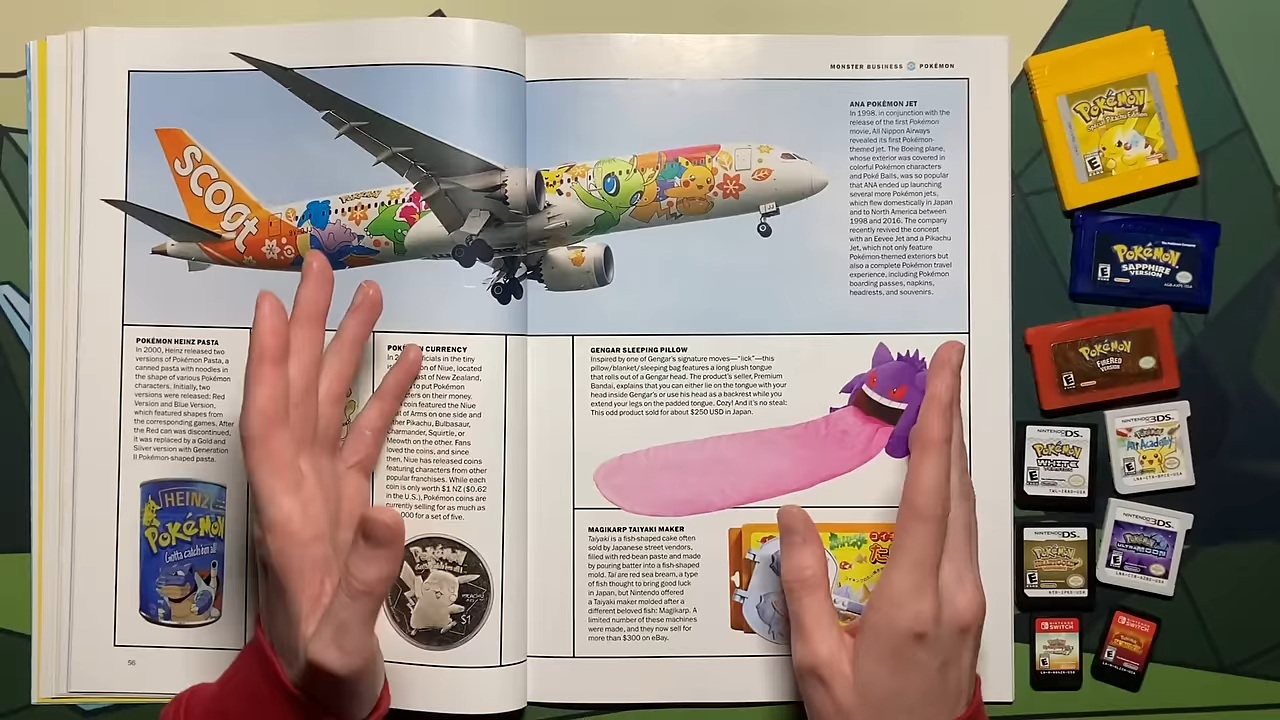 MONSTER BUSINESS POKÉMON
scoot
POKÉMON
ANA POKÉMON JET
In 1998, in conjunction with the
release of the first Pokémon
movie, All Nippon Airways
revealed its first Pokémon-
themed jet. The Boeing plane,
whose exterior was covered in
colorful Pokémon characters
and Poké Balls, was so popular
that ANA ended up launching
several more Pokémon jets,
which flew domestically in Japan
and to North America between
1998 and 2016. The company
recently revived the concept
with an Eevee Jet and a Pikachu
Jet, which not only feature
Pokémon-themed exteriors but
also a complete Pokémon travel
experience, including Pokémon
boarding passes, napkins,
headrests, and souvenirs.
POKÉMON HEINZ PASTA
In 2000, Heinz released two
versions of Pokémon Pasta, a
canned pasta with noodles in
the shape of various Pokémon
characters. Initially, two
versions were released: Red
Version and Blue Version,
which featured shapes from
the corresponding games. After
the Red can was discontinued,
it was replaced by a Gold and
Silver version with Generation
II Pokémon-shaped pasta.
HEINZ
Pokémon
Gotta catch 'em all!
56
CURRENCY
officials in the tiny
of Niue, located
of New Zealand,
to put Pokémon
on their money.
coin featured the Niue
of Arms on one side and
Pikachu, Bulbasaur,
Charmander, Squirtle, or
Meowth on the other. Fans
loved the coins, and since
then, Niue has released coins
featuring characters from other
popular franchises. While each
coin is only worth $1 NZ ($0.62
in the U.S.), Pokémon coins are
currently selling for as much as
for a set of five.
Pokémon
$1
GENGAR SLEEPING PILLOW
Inspired by one of Gengar's signature moves—"lick"—this
pillow/blanket/sleeping bag features a long plush tongue
that rolls out of a Gengar head. The product's seller, Premium
Bandai, explains that you can either lie on the tongue with your
head inside Gengar's or use his head as a backrest while you
extend your legs on the padded tongue. Cozy! And it's no steal:
This odd product sold for about $250 USD in Japan.
MAGIKARP TAIYAKI MAKER
Taiyaki is a fish-shaped cake often
sold by Japanese street vendors,
filled with red-bean paste and made
by pouring batter into a fish-shaped
mold. Tai are red sea bream, a type
of fish thought to bring good luck
in Japan, but Nintendo offered
a Taiyaki maker molded after a
different beloved fish: Magikarp. A
limited number of these machines
were made, and they now sell for
more than $300 on eBay.
Pokémon
Special Pikachu Edition
E
Pokémon
SAPPHIRE
VERSION
E
Pokémon
FIRERED
VERSION
E
NINTENDO DS
Pokémon
WHITE
VERSION
E
NINTENDO 3DS
Pokémon
Art Academy
E
NINTENDO DS
Pokémon
HEARTGOLD
E
NINTENDO 3DS
Pokémon
ULTRA MOON
E
NINTENDO
SWITCH
E
NINTENDO
SWITCH
E